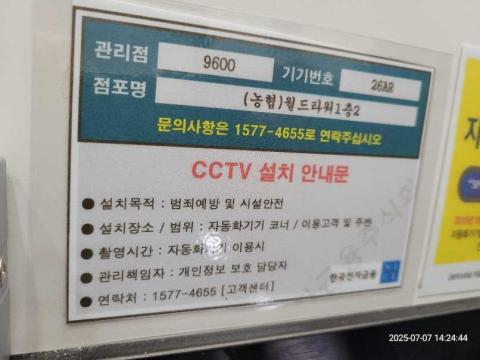 관리점 9600 기기번호 26AR
점포명 (농협)월드타워1층2
문의사항은 1577-4655로 연락주십시오
CCTV 설치 안내문
● 설치목적 : 범죄예방 및 시설안전
● 설치장소 / 범위 : 자동화기기 코너 / 이용고객 및 주변
● 촬영시간 : 자동화기기 이용시
● 관리책임자 : 개인정보 보호 담당자
● 연락처 : 1577-4655 [고객센터]
한국전자금융
2025-07-07 14:24:44